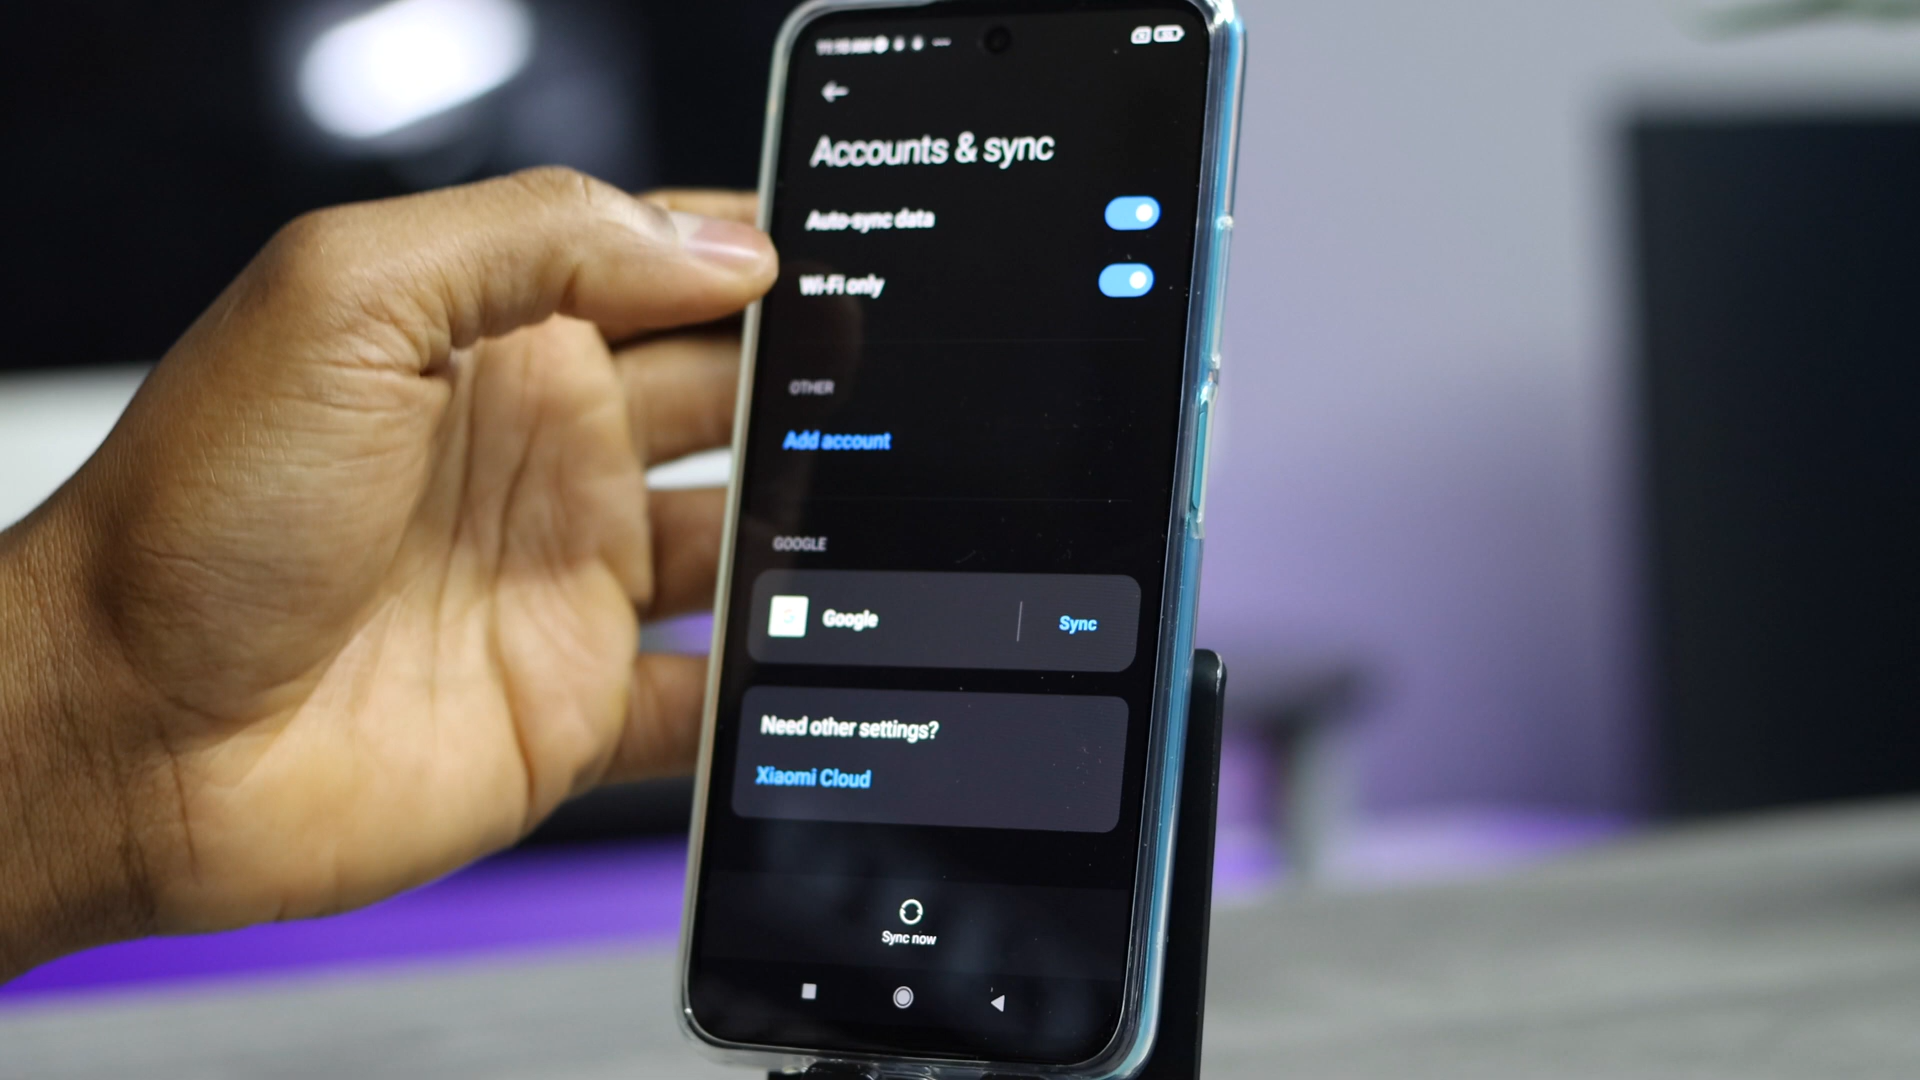 Accounts & sync
Auto-sync data
Wi-Fi only
OTHER
Add account
GOOGLE
Google
Sync
Need other settings?
Xiaomi Cloud
Sync now